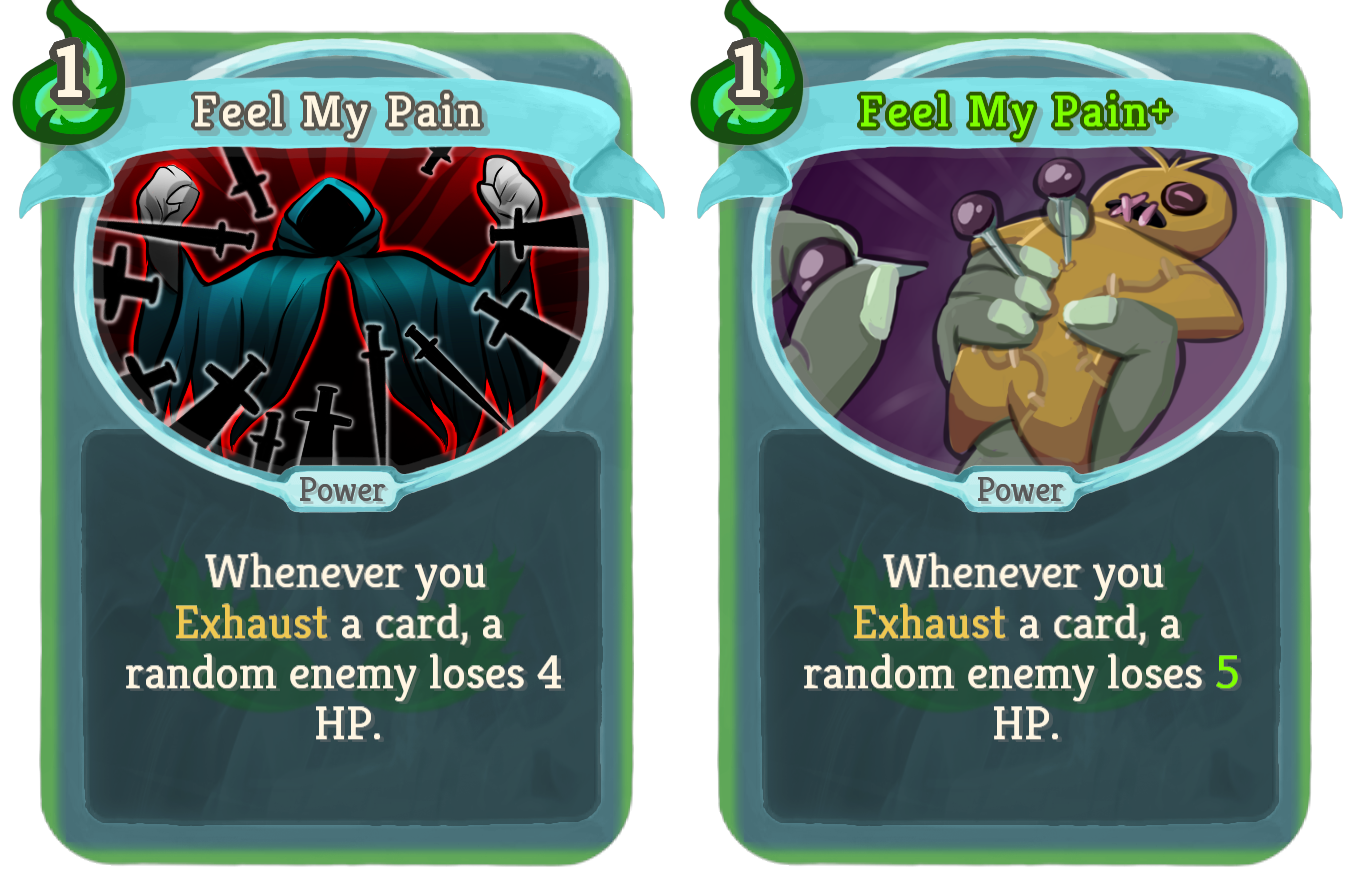 1
Feel My Pain
Power
Whenever you
Exhaust a card, a
random enemy loses 4
HP.
1
Feel My Pain+
Power
Whenever you
Exhaust a card, a
random enemy loses 5
HP.